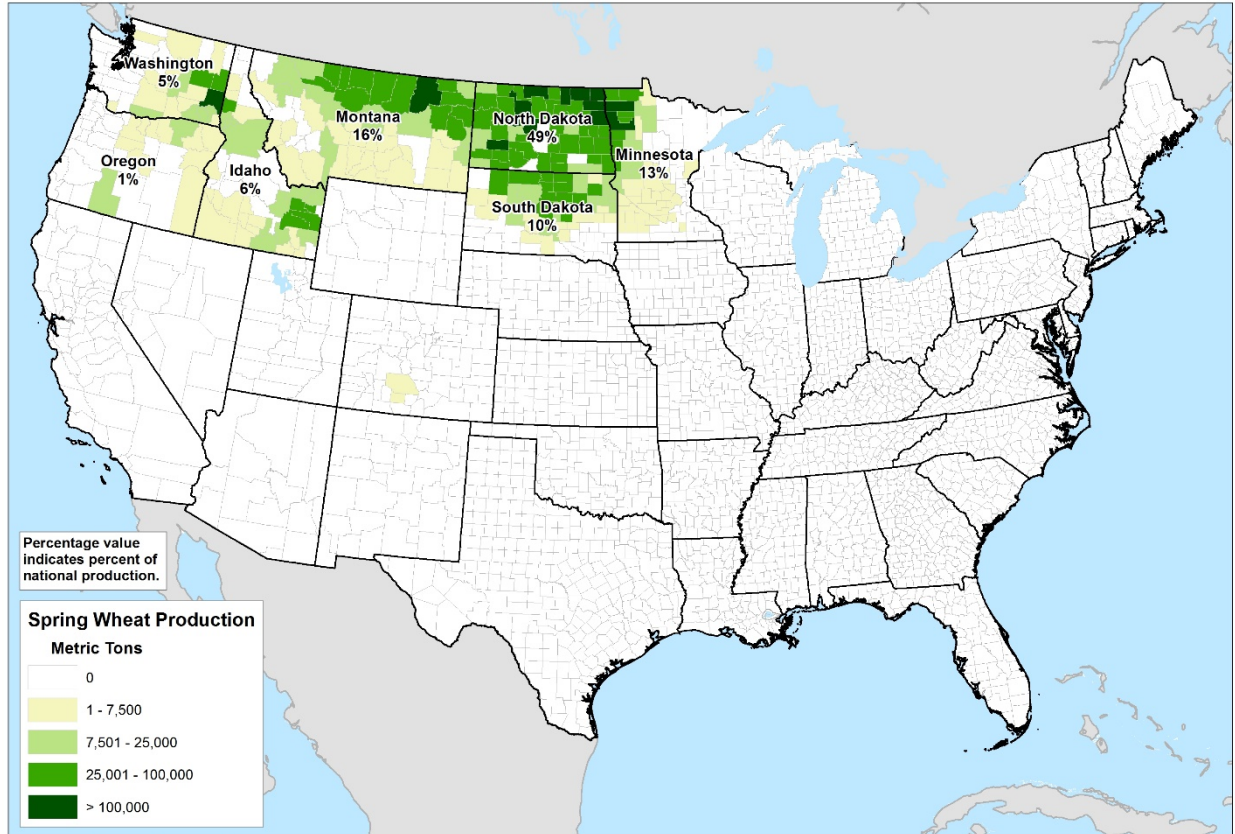 Washington
5%
Montana
16%
North Dakota
49%
Minnesota
13%
Oregon
1%
Idaho
6%
South Dakota
10%
Percentage value
indicates percent of
national production.
Spring Wheat Production
Metric Tons
0
1 - 7,500
7,501 - 25,000
25,001 - 100,000
> 100,000